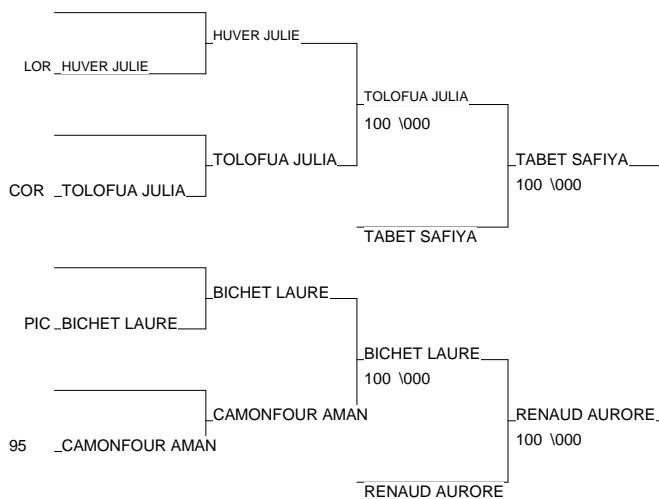 HUVER JULIE
LOR HUVER JULIE
TOLOFUA JULIA
100 \000
TOLOFUA JULIA
TABET SAFIYA
100 \000
COR TOLOFUA JULIA
TABET SAFIYA
BICHET LAURE
PIC BICHET LAURE
BICHET LAURE
100 \000
CAMONFOUR AMAN
RENAUD AURORE
100 \000
95 CAMONFOUR AMAN
RENAUD AURORE